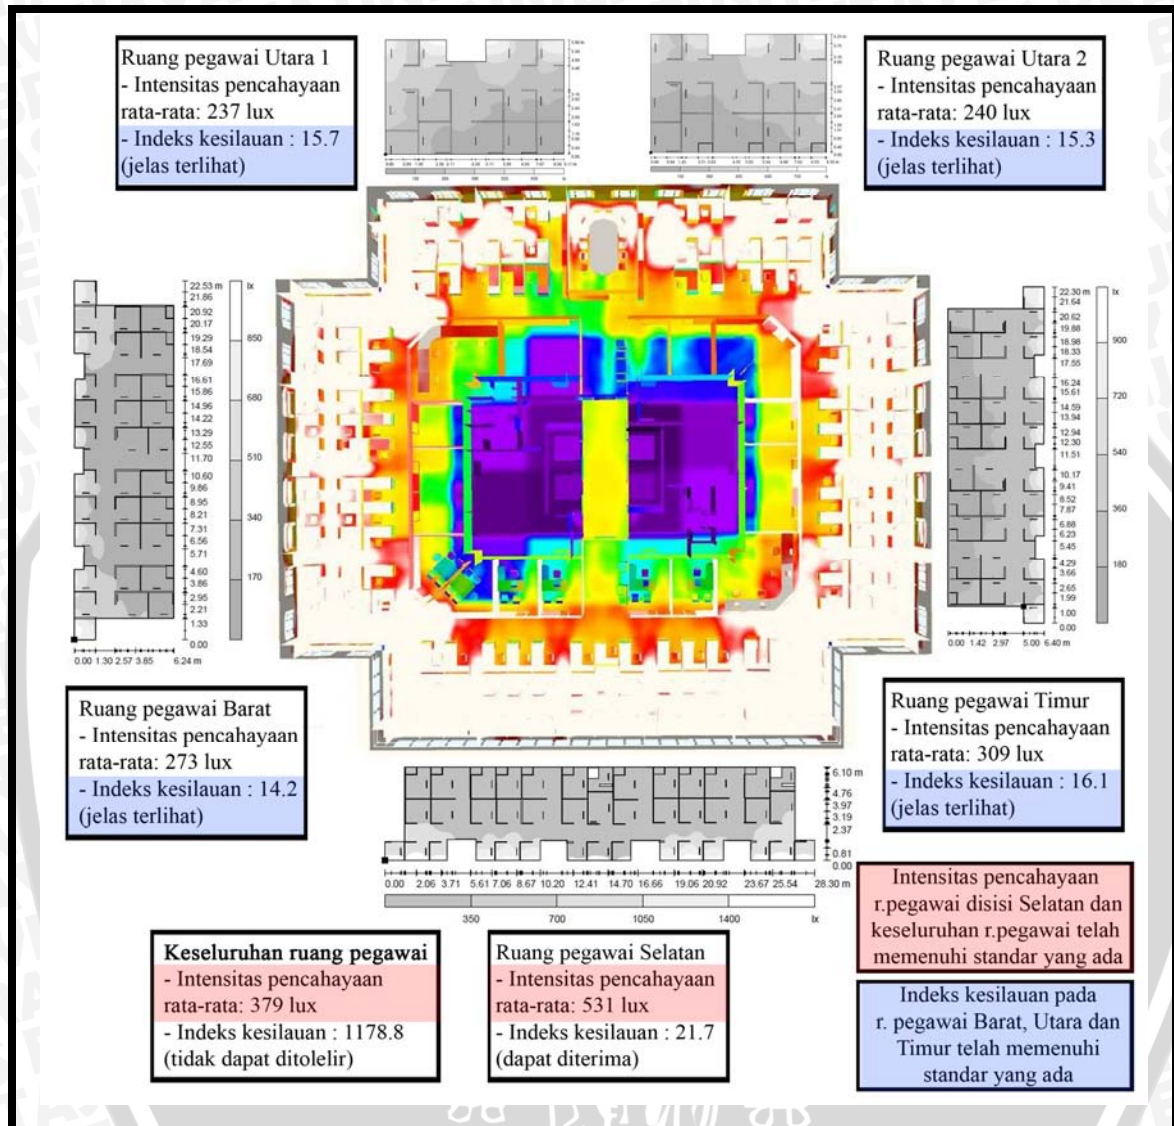 Ruang pegawai Utara 1
- Intensitas pencahayaan
rata-rata: 237 lux
- Indeks kesilauan : 15.7
(jelas terlihat)
Ruang pegawai Utara 2
- Intensitas pencahayaan
rata-rata: 240 lux
- Indeks kesilauan : 15.3
(jelas terlihat)
22.53 m
21.86
20.92
20.17
19.29
18.54
17.69
16.61
15.86
14.96
14.22
13.29
12.55
11.70
10.60
9.86
8.95
8.21
7.31
6.56
5.71
4.60
3.86
2.95
2.21
1.33
0.00
0.00 1.30 2.57 3.85 6.24 m
lx
850
680
510
340
170
22.30 m
21.64
20.62
19.88
18.98
18.33
17.55
16.24
15.61
14.59
13.94
12.94
12.30
11.51
10.17
9.41
8.52
7.87
6.88
6.23
5.45
4.29
3.66
2.65
1.99
1.00
0.00
0.00 1.42 2.97 5.00 6.40 m
lx
900
720
540
360
180
Ruang pegawai Barat
- Intensitas pencahayaan
rata-rata: 273 lux
- Indeks kesilauan : 14.2
(jelas terlihat)
Ruang pegawai Timur
- Intensitas pencahayaan
rata-rata: 309 lux
- Indeks kesilauan : 16.1
(jelas terlihat)
6.10 m
4.76
3.97
3.19
2.37
0.81
0.00
0.00 2.06 3.71 5.61 7.06 8.67 10.20 12.41 14.70 16.66 19.06 20.92 23.67 25.54 28.30 m
350 700 1050 1400 lx
Keseluruhan ruang pegawai
- Intensitas pencahayaan
rata-rata: 379 lux
- Indeks kesilauan : 1178.8
(tidak dapat ditolelir)
Ruang pegawai Selatan
- Intensitas pencahayaan
rata-rata: 531 lux
- Indeks kesilauan : 21.7
(dapat diterima)
Intensitas pencahayaan
r.pegawai disisi Selatan dan
keseluruhan r.pegawai telah
memenuhi standar yang ada
Indeks kesilauan pada
r. pegawai Barat, Utara dan
Timur telah memenuhi
standar yang ada